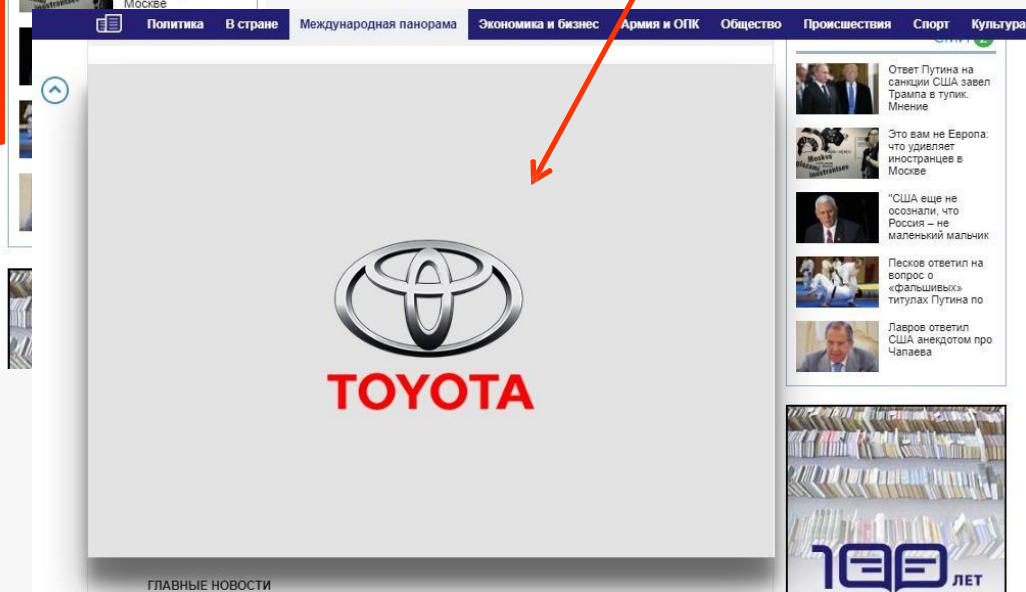 Москве
Политика В стране Международная панорама Экономика и бизнес Армия и ОПК Общество Происшествия Спорт Культура
Ответ Путина на
санкции США завел
Трампа в тупик.
Мнение
Это вам не Европа:
что удивляет
иностранцев в
Москве
"США еще не
осознали, что
Россия – не
маленький мальчик
Песков ответил на
вопрос о
«фальшивых»
титулах Путина по
Лавров ответил
США анекдотом про
Чапаева
TOYOTA
100 ЛЕТ
ГЛАВНЫЕ НОВОСТИ